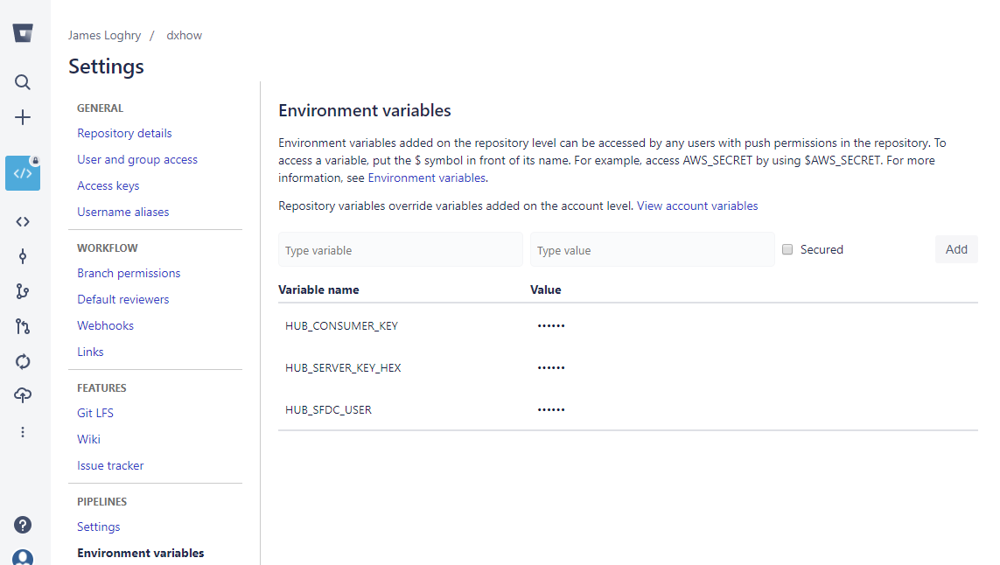 James Loghry / dxhow
Settings
GENERAL
Repository details
User and group access
Access keys
Username aliases
WORKFLOW
Branch permissions
Default reviewers
Webhooks
Links
FEATURES
Git LFS
Wiki
Issue tracker
PIPELINES
Settings
Environment variables
Environment variables
Environment variables added on the repository level can be accessed by any users with push permissions in the repository. To
access a variable, put the $ symbol in front of its name. For example, access AWS_SECRET by using $AWS_SECRET. For more
information, see Environment variables.
Repository variables override variables added on the account level. View account variables
Type variable Type value Secured Add
Variable name Value
HUB_CONSUMER_KEY ••••••
HUB_SERVER_KEY_HEX ••••••
HUB_SFDC_USER ••••••